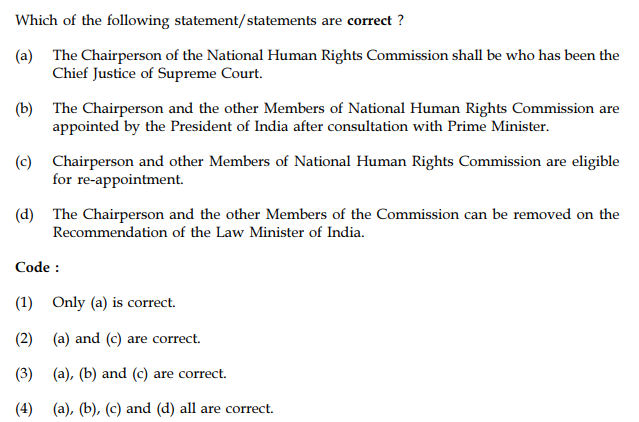 Which of the following statement/statements are correct ?
(a) The Chairperson of the National Human Rights Commission shall be who has been the
Chief Justice of Supreme Court.
(b) The Chairperson and the other Members of National Human Rights Commission are
appointed by the President of India after consultation with Prime Minister.
(c) Chairperson and other Members of National Human Rights Commission are eligible
for re-appointment.
(d) The Chairperson and the other Members of the Commission can be removed on the
Recommendation of the Law Minister of India.
Code :
(1) Only (a) is correct.
(2) (a) and (c) are correct.
(3) (a), (b) and (c) are correct.
(4) (a), (b), (c) and (d) all are correct.